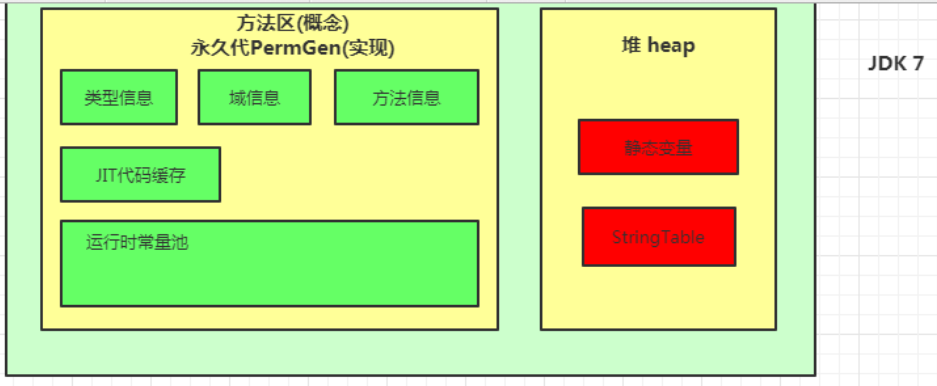 方法区(概念)
永久代PermGen(实现)
堆 heap
JDK 7
类型信息
域信息
方法信息
静态变量
JIT代码缓存
StringTable
运行时常量池